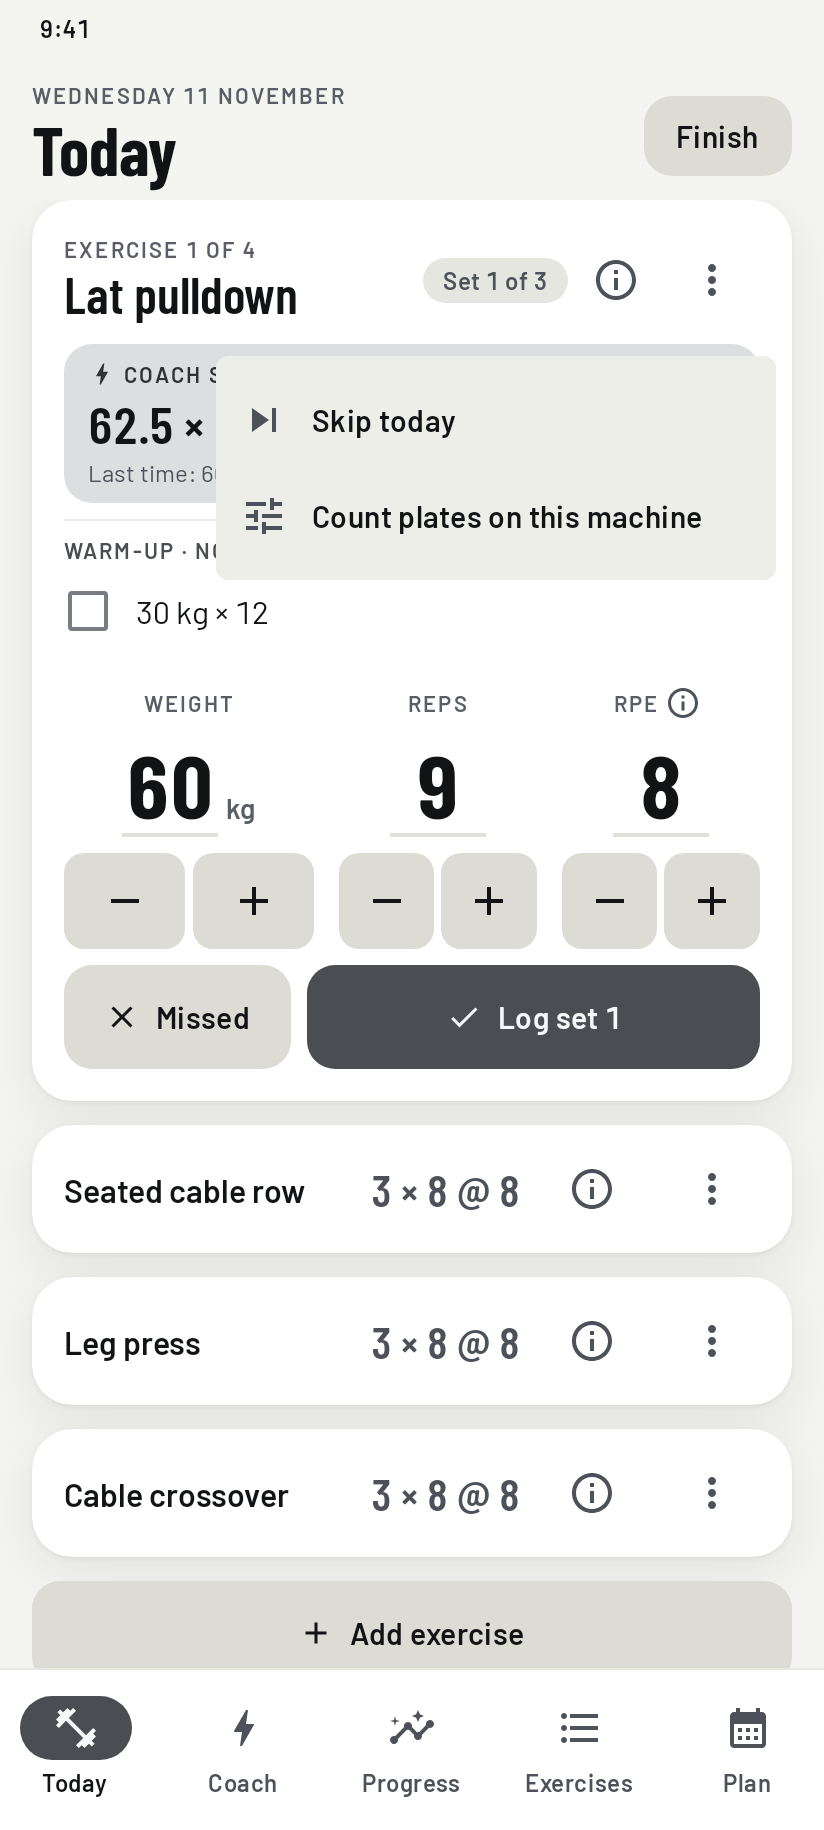 9:41
WEDNESDAY 11 NOVEMBER
Today
Finish
EXERCISE 1 OF 4
Lat pulldown
Set 1 of 3
COACH
62.5 ×
Last time:
Skip today
Count plates on this machine
WARM-UP ·
30 kg × 12
WEIGHT REPS RPE
60 kg 9 8
Missed
Log set 1
Seated cable row 3 × 8 @ 8
Leg press 3 × 8 @ 8
Cable crossover 3 × 8 @ 8
Add exercise
Today Coach Progress Exercises Plan